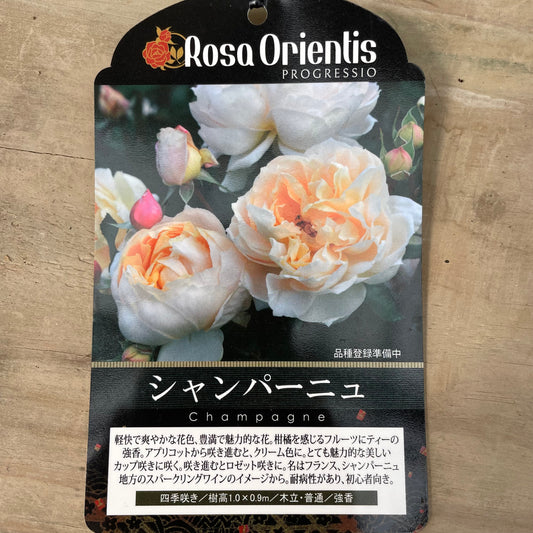 Rosa Orientis
PROGRESSIO
品種登録準備中
シャンパーニュ
Champagne
軽快で爽やかな花色、豊満で魅力的な花。柑橘を感じるフルーツにティーの
強香。アプリコットから咲き進むと、クリーム色に。とても魅力的な美しい
カップ咲きに咲く。咲き進むとロゼット咲きに。名はフランス、シャンパーニュ
地方のスパークリングワインのイメージから。耐病性があり、初心者向き。
四季咲き／樹高1.0×0.9m／木立・普通／強香